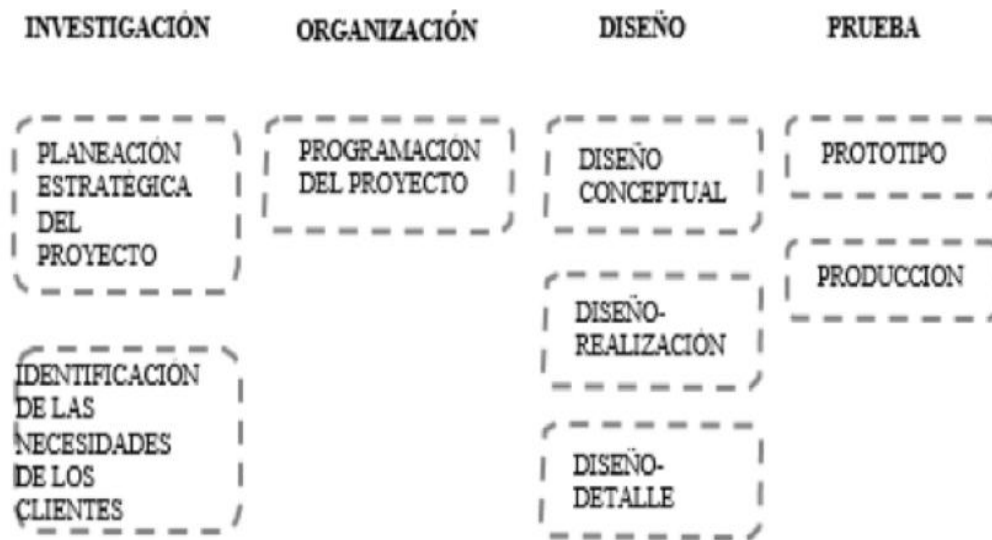 INVESTIGACIÓN
ORGANIZACIÓN
DISEÑO
PRUEBA
PLANEACIÓN
ESTRATÉGICA
DEL
PROYECTO
IDENTIFICACIÓN
DE LAS
NECESIDADES
DE LOS
CLIENTES
PROGRAMACIÓN
DEL PROYECTO
DISEÑO
CONCEPTUAL
DISEÑO-
REALIZACIÓN
DISEÑO-
DETALLE
PROTOTIPO
PRODUCCION